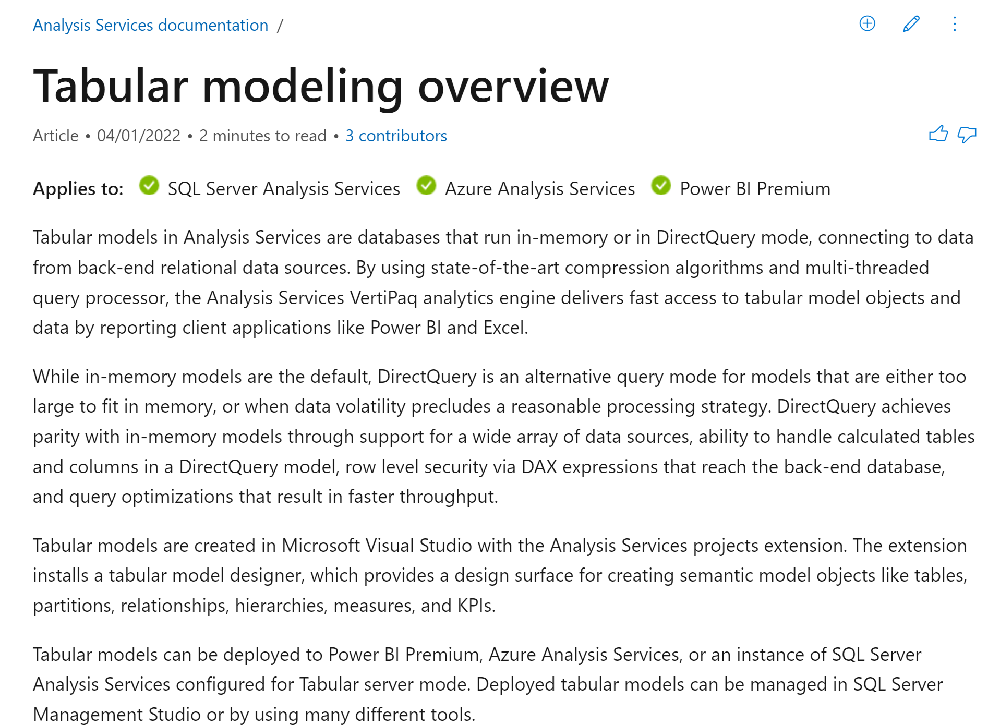 Analysis Services documentation /
Tabular modeling overview
Article • 04/01/2022 • 2 minutes to read • 3 contributors
Applies to: SQL Server Analysis Services Azure Analysis Services Power BI Premium
Tabular models in Analysis Services are databases that run in-memory or in DirectQuery mode, connecting to data
from back-end relational data sources. By using state-of-the-art compression algorithms and multi-threaded
query processor, the Analysis Services VertiPaq analytics engine delivers fast access to tabular model objects and
data by reporting client applications like Power BI and Excel.
While in-memory models are the default, DirectQuery is an alternative query mode for models that are either too
large to fit in memory, or when data volatility precludes a reasonable processing strategy. DirectQuery achieves
parity with in-memory models through support for a wide array of data sources, ability to handle calculated tables
and columns in a DirectQuery model, row level security via DAX expressions that reach the back-end database,
and query optimizations that result in faster throughput.
Tabular models are created in Microsoft Visual Studio with the Analysis Services projects extension. The extension
installs a tabular model designer, which provides a design surface for creating semantic model objects like tables,
partitions, relationships, hierarchies, measures, and KPIs.
Tabular models can be deployed to Power BI Premium, Azure Analysis Services, or an instance of SQL Server
Analysis Services configured for Tabular server mode. Deployed tabular models can be managed in SQL Server
Management Studio or by using many different tools.